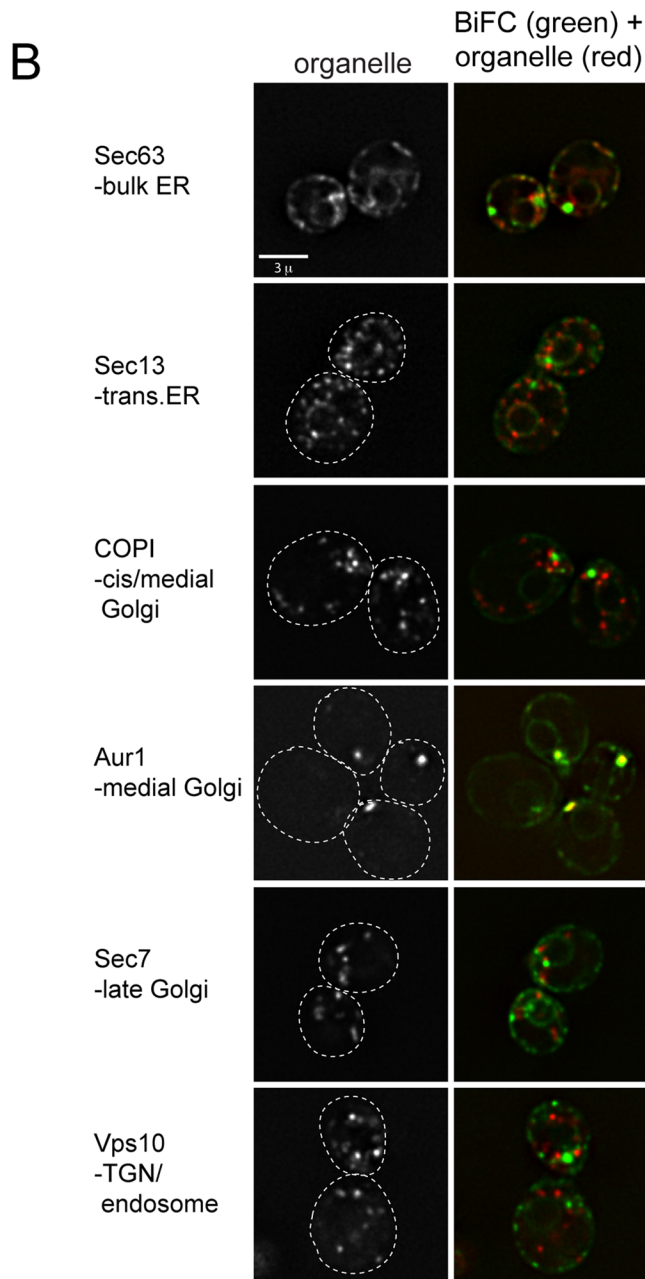 B
organelle
BiFC (green) +
organelle (red)
Sec63
-bulk ER
3 μ
Sec13
-trans.ER
COPI
-cis/medial
Golgi
Aur1
-medial Golgi
Sec7
-late Golgi
Vps10
-TGN/
endosome